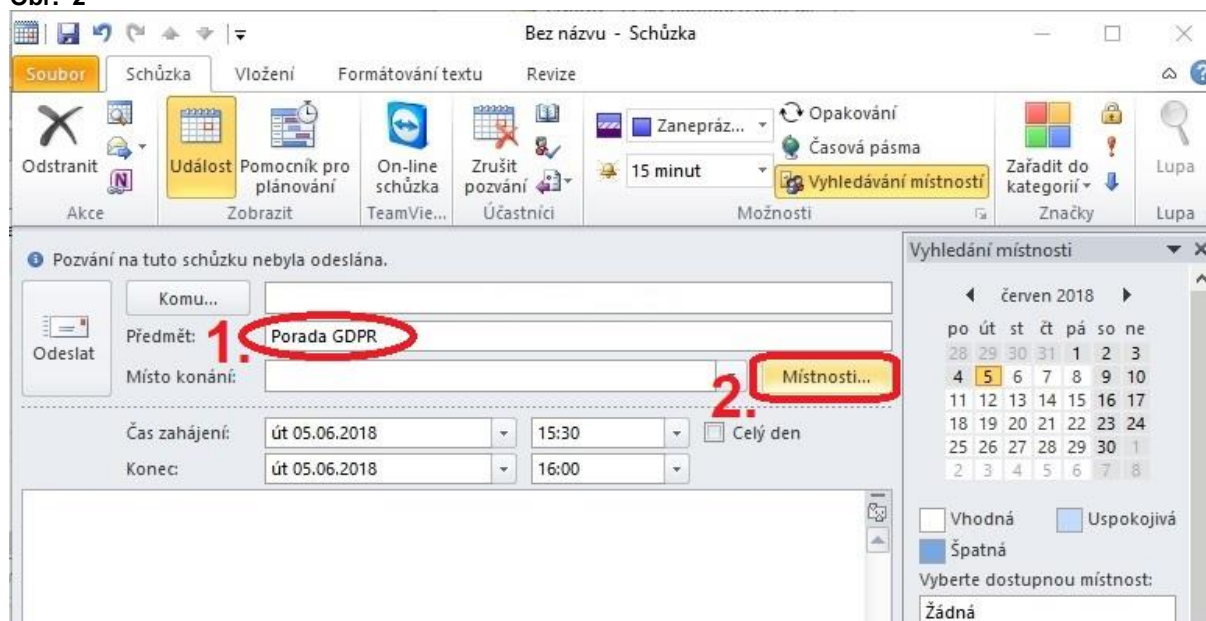 Obr. 2
Bez názvu - Schůzka
Soubor Schůzka Vložení Formátování textu Revize
Odstranit
Událost
Pomocník pro plánování
On-line schůzka
Zrušit pozvání
Zanepráz...
15 minut
Opakování
Časová pásma
Vyhledávání místností
Zařadit do kategorií
Lupa
Akce Zobrazit TeamVie... Účastníci Možnosti Značky Lupa
Pozvání na tuto schůzku nebyla odeslána.
Odeslat
Komu...
Předmět: 1. Porada GDPR
Místo konání: 2. Místnosti...
Čas zahájení: út 05.06.2018 15:30 Celý den
Konec: út 05.06.2018 16:00
Vyhledání místnosti
červen 2018
po út st čt pá so ne
28 29 30 31 1 2 3
4 5 6 7 8 9 10
11 12 13 14 15 16 17
18 19 20 21 22 23 24
25 26 27 28 29 30 1
2 3 4 5 6 7 8
Vhodná Uspokojivá
Špatná
Vyberte dostupnou místnost:
Žádná